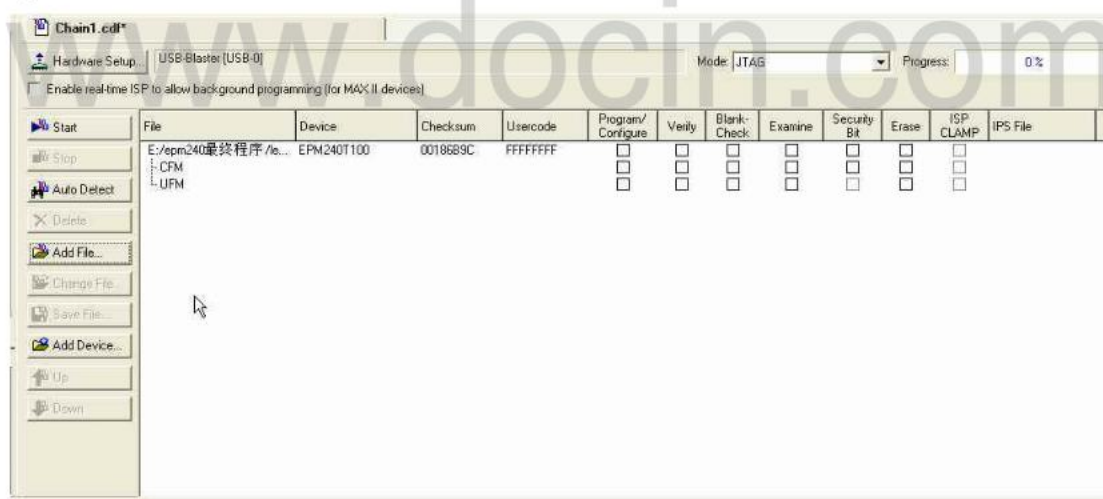 www.docin.com
Chain1.cdf*
Hardware Setup... USB-Blaster [USB-0] Mode: JTAG Progress: 0 %
Enable real-time ISP to allow background programming (for MAX II devices)
Start
Stop
Auto Detect
Delete
Add File...
Change File...
Save File...
Add Device...
Up
Down
File Device Checksum Usercode Program/ Configure Verify Blank- Check Examine Security Bit Erase ISP CLAMP IPS File
E:/epm240最终程序/le... EPM240T100 00186B9C FFFFFFFF
CFM
UFM